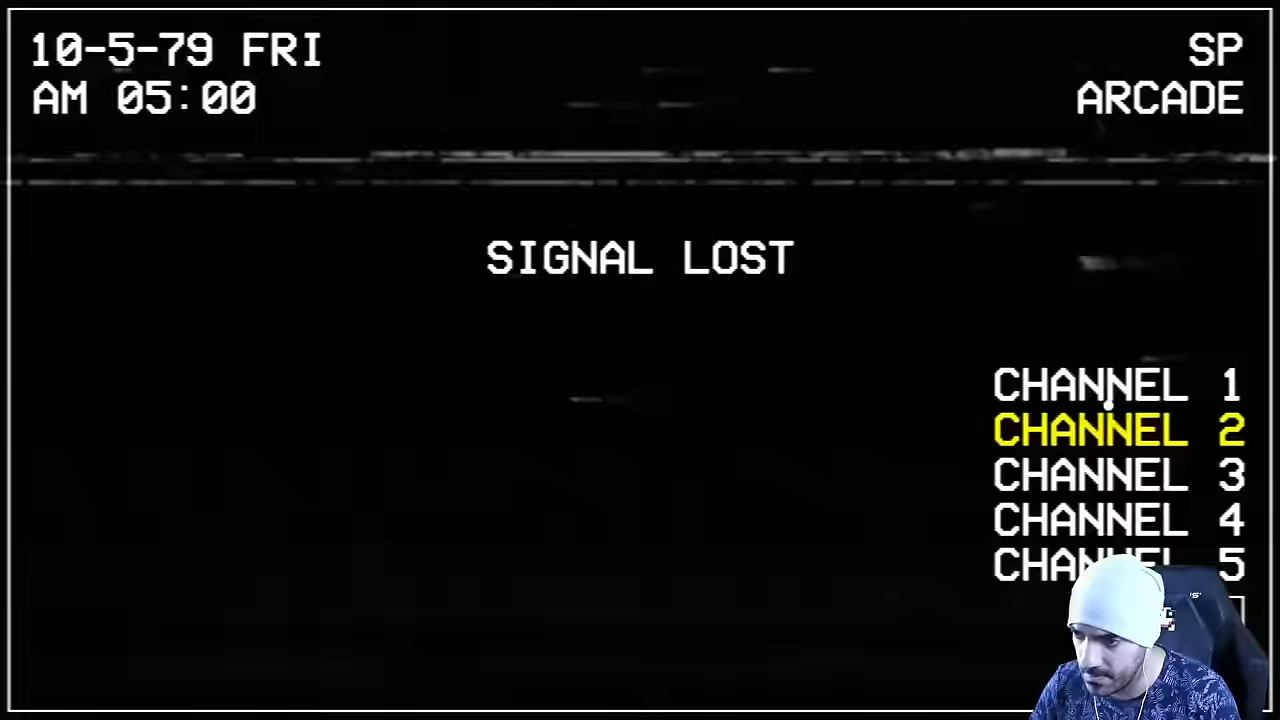 10-5-79 FRI
AM 05:00
SP
ARCADE
SIGNAL LOST
CHANNEL 1
CHANNEL 2
CHANNEL 3
CHANNEL 4
CHANNEL 5